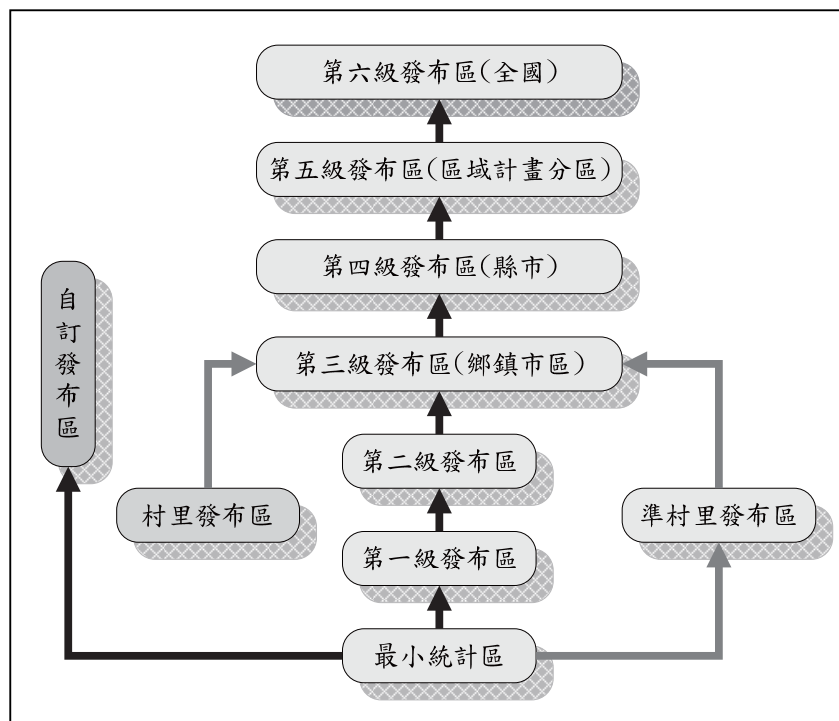 第六級發布區(全國)
第五級發布區(區域計畫分區)
第四級發布區(縣市)
自訂發布區
第三級發布區(鄉鎮市區)
第二級發布區
村里發布區
準村里發布區
第一級發布區
最小統計區